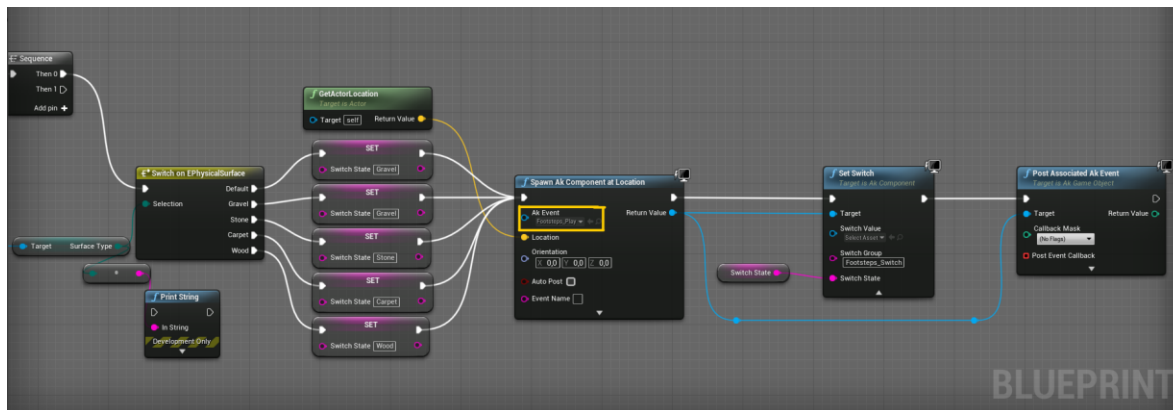 Sequence
Then 0
Then 1
Add pin +
Switch on EPhysicalSurface
Default
Selection
Gravel
Stone
Carpet
Wood
Target
Surface Type
Print String
In String
Development Only
GetActorLocation
Target is Actor
Target self
Return Value
SET
Switch State Gravel
SET
Switch State Gravel
SET
Switch State Stone
SET
Switch State Carpet
SET
Switch State Wood
Spawn Ak Component at Location
Ak Event
Footsteps_Play
Return Value
Location
Orientation
X 0,0 Y 0,0 Z 0,0
Auto Post
Event Name
Switch State
Set Switch
Target is Ak Component
Target
Switch Value
Select Asset
Switch Group
Footsteps_Switch
Switch State
Post Associated Ak Event
Target is Ak Game Object
Target
Return Value
Callback Mask
(No Flags)
Post Event Callback
BLUEPRINT